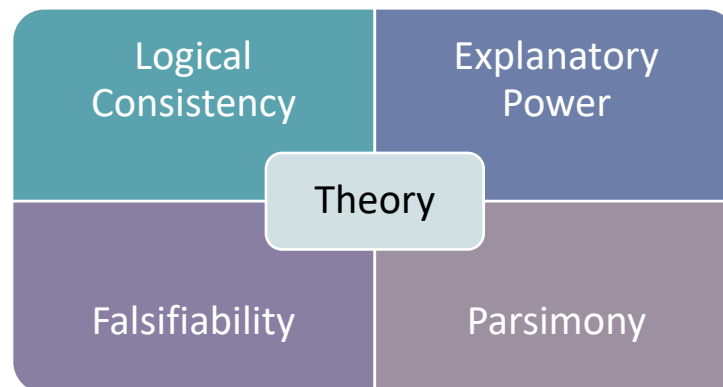 Logical
Consistency
Explanatory
Power
Theory
Falsifiability
Parsimony